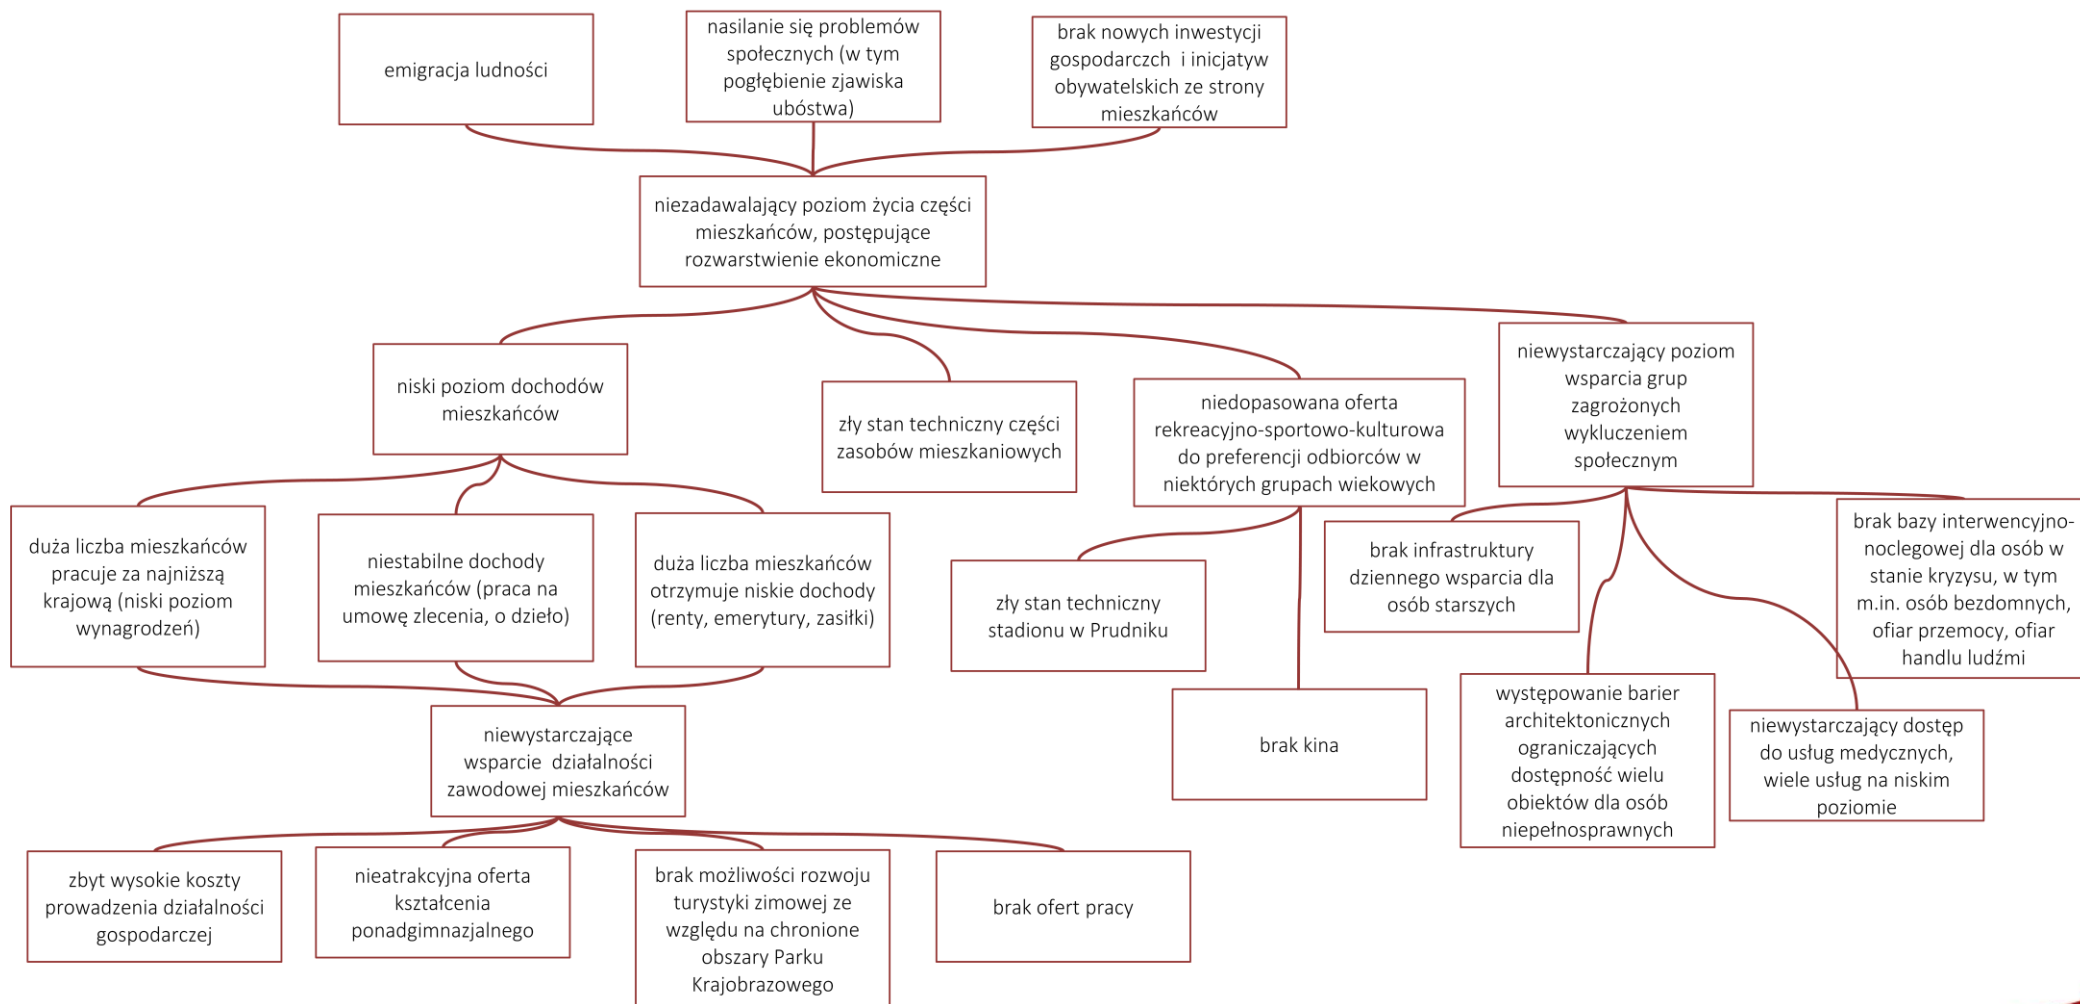 emigracja ludności
nasilanie się problemów
społecznych (w tym
pogłębienie zjawiska
ubóstwa)
brak nowych inwestycji
gospodarczch i inicjatyw
obywatelskich ze strony
mieszkańców
niezadawalający poziom życia części
mieszkańców, postępujące
rozwarstwienie ekonomiczne
niski poziom dochodów
mieszkańców
zły stan techniczny części
zasobów mieszkaniowych
niedopasowana oferta
rekreacyjno-sportowo-kulturowa
do preferencji odbiorców w
niektórych grupach wiekowych
niewystarczający poziom
wsparcia grup
zagrożonych
wykluczeniem
społecznym
duża liczba mieszkańców
pracuje za najniższą
krajową (niski poziom
wynagrodzeń)
niestabilne dochody
mieszkańców (praca na
umowę zlecenia, o dzieło)
duża liczba mieszkańców
otrzymuje niskie dochody
(renty, emerytury, zasiłki)
zły stan techniczny
stadionu w Prudniku
brak kina
brak infrastruktury
dziennego wsparcia dla
osób starszych
występowanie barier
architektonicznych
ograniczających
dostępność wielu
obiektów dla osób
niepełnosprawnych
niewystarczający dostęp
do usług medycznych,
wiele usług na niskim
poziomie
brak bazy interwencyjno-
noclegowej dla osób w
stanie kryzysu, w tym
m.in. osób bezdomnych,
ofiar przemocy, ofiar
handlu ludźmi
niewystarczające
wsparcie działalności
zawodowej mieszkańców
zbyt wysokie koszty
prowadzenia działalności
gospodarczej
nieatrakcyjna oferta
kształcenia
ponadgimnazjalnego
brak możliwości rozwoju
turystyki zimowej ze
względu na chronione
obszary Parku
Krajobrazowego
brak ofert pracy